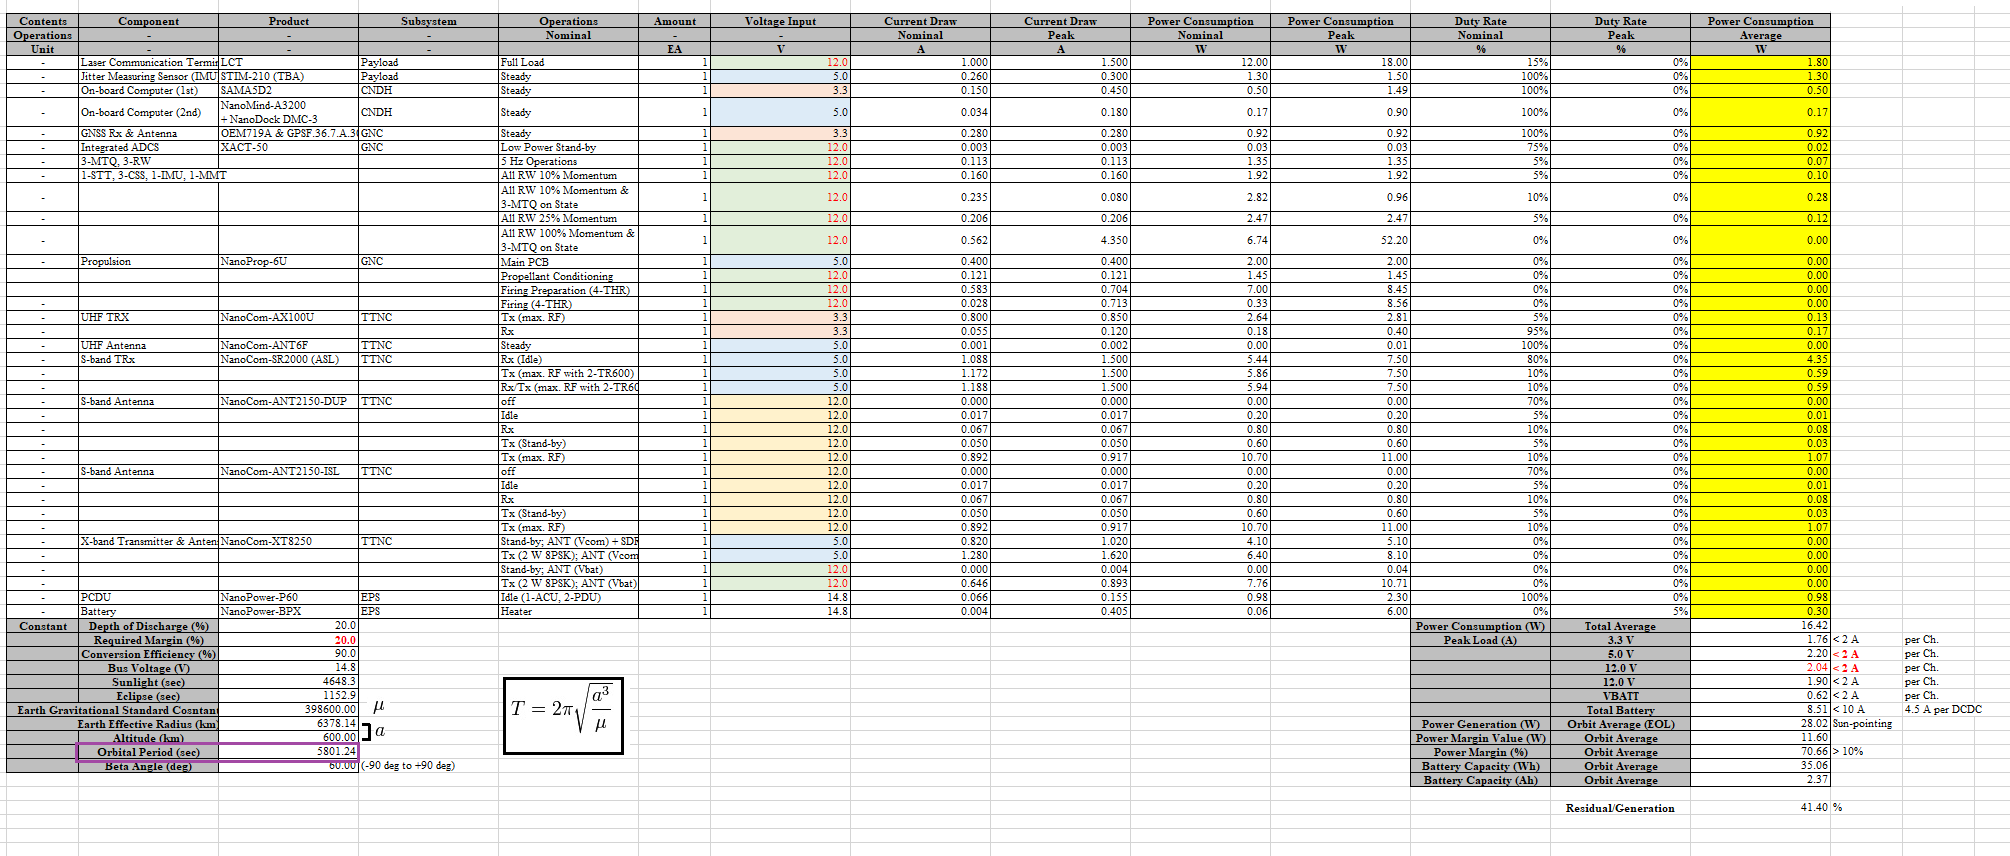 Contents Component Product Subsystem Operations Amount Voltage Input Current Draw Current Draw Power Consumption Power Consumption Duty Rate Duty Rate Power Consumption
Operations - - - Nominal - - Nominal Peak Nominal Peak Nominal Peak Average
Unit - - - EA V A A W W % % W
- Laser Communication Termin LCT Payload Full Load 1 12.0 1.000 1.500 12.00 18.00 15% 0% 1.80
- Jitter Measuring Sensor (IMU STIM-210 (TBA) Payload Steady 1 5.0 0.260 0.300 1.30 1.50 100% 0% 1.30
- On-board Computer (1st) SAMA5D2 CNDH Steady 1 3.3 0.150 0.450 0.50 1.49 100% 0% 0.50
- On-board Computer (2nd) NanoMind-A3200
+ NanoDock DMC-3 CNDH Steady 1 5.0 0.034 0.180 0.17 0.90 100% 0% 0.17
- GNSS Rx & Antenna OEM719A & GPSF.36.7.A.30 GNC Steady 1 3.3 0.280 0.280 0.92 0.92 100% 0% 0.92
- Integrated ADCS XACT-50 GNC Low Power Stand-by 1 12.0 0.003 0.003 0.03 0.03 75% 0% 0.02
- 3-MTQ, 3-RW 5 Hz Operations 1 12.0 0.113 0.113 1.35 1.35 5% 0% 0.07
- 1-STT, 3-CSS, 1-IMU, 1-MMT All RW 10% Momentum 1 12.0 0.160 0.160 1.92 1.92 5% 0% 0.10
- All RW 10% Momentum &
3-MTQ on State 1 12.0 0.235 0.080 2.82 0.96 10% 0% 0.28
- All RW 25% Momentum 1 12.0 0.206 0.206 2.47 2.47 5% 0% 0.12
- All RW 100% Momentum &
3-MTQ on State 1 12.0 0.562 4.350 6.74 52.20 0% 0% 0.00
- Propulsion NanoProp-6U GNC Main PCB 1 5.0 0.400 0.400 2.00 2.00 0% 0% 0.00
Propellant Conditioning 1 12.0 0.121 0.121 1.45 1.45 0% 0% 0.00
Firing Preparation (4-THR) 1 12.0 0.583 0.704 7.00 8.45 0% 0% 0.00
- Firing (4-THR) 1 12.0 0.028 0.713 0.33 8.56 0% 0% 0.00
- UHF TRX NanoCom-AX100U TTNC Tx (max. RF) 1 3.3 0.800 0.850 2.64 2.81 5% 0% 0.13
- Rx 1 3.3 0.055 0.120 0.18 0.40 95% 0% 0.17
- UHF Antenna NanoCom-ANT6F TTNC Steady 1 5.0 0.001 0.002 0.00 0.01 100% 0% 0.00
- S-band TRx NanoCom-SR2000 (ASL) TTNC Rx (Idle) 1 5.0 1.088 1.500 5.44 7.50 80% 0% 4.35
- Tx (max. RF with 2-TR600) 1 5.0 1.172 1.500 5.86 7.50 10% 0% 0.59
- Rx/Tx (max. RF with 2-TR60 1 5.0 1.188 1.500 5.94 7.50 10% 0% 0.59
- S-band Antenna NanoCom-ANT2150-DUP TTNC off 1 12.0 0.000 0.000 0.00 0.00 70% 0% 0.00
- Idle 1 12.0 0.017 0.017 0.20 0.20 5% 0% 0.01
- Rx 1 12.0 0.067 0.067 0.80 0.80 10% 0% 0.08
- Tx (Stand-by) 1 12.0 0.050 0.050 0.60 0.60 5% 0% 0.03
- Tx (max. RF) 1 12.0 0.892 0.917 10.70 11.00 10% 0% 1.07
- S-band Antenna NanoCom-ANT2150-ISL TTNC off 1 12.0 0.000 0.000 0.00 0.00 70% 0% 0.00
- Idle 1 12.0 0.017 0.017 0.20 0.20 5% 0% 0.01
- Rx 1 12.0 0.067 0.067 0.80 0.80 10% 0% 0.08
- Tx (Stand-by) 1 12.0 0.050 0.050 0.60 0.60 5% 0% 0.03
- Tx (max. RF) 1 12.0 0.892 0.917 10.70 11.00 10% 0% 1.07
- X-band Transmitter & Anten NanoCom-XT8250 TTNC Stand-by; ANT (Vcom) + SDR 1 5.0 0.820 1.020 4.10 5.10 0% 0% 0.00
- Tx (2 W 8PSK); ANT (Vcom 1 5.0 1.280 1.620 6.40 8.10 0% 0% 0.00
- Stand-by; ANT (Vbat) 1 12.0 0.000 0.004 0.00 0.04 0% 0% 0.00
- Tx (2 W 8PSK); ANT (Vbat) 1 12.0 0.646 0.893 7.76 10.71 0% 0% 0.00
- PCDU NanoPower-P60 EPS Idle (1-ACU, 2-PDU) 1 14.8 0.066 0.155 0.98 2.30 100% 0% 0.98
- Battery NanoPower-BPX EPS Heater 1 14.8 0.004 0.405 0.06 6.00 0% 5% 0.30
Constant Depth of Discharge (%) 20.0 Power Consumption (W) Total Average 16.42
Required Margin (%) 20.0 Peak Load (A) 3.3 V 1.76 < 2 A per Ch.
Conversion Efficiency (%) 90.0 5.0 V 2.20 < 2 A per Ch.
Bus Voltage (V) 14.8 12.0 V 2.04 < 2 A per Ch.
Sunlight (sec) 4648.3 12.0 V 1.90 < 2 A per Ch.
Eclipse (sec) 1152.9 VBATT 0.62 < 2 A per Ch.
Earth Gravitational Standard Cosntant 398600.00 μ Total Battery 8.51 < 10 A 4.5 A per DCDC
Earth Effective Radius (km) 6378.14 Power Generation (W) Orbit Average (EOL) 28.02 Sun-pointing
Altitude (km) 600.00 a Power Margin Value (W) Orbit Average 11.60
Orbital Period (sec) 5801.24 Power Margin (%) Orbit Average 70.66 > 10%
Beta Angle (deg) 60.00 (-90 deg to +90 deg) Battery Capacity (Wh) Orbit Average 35.06
Battery Capacity (Ah) Orbit Average 2.37
T = 2π√(a³/μ)
Residual/Generation 41.40 %